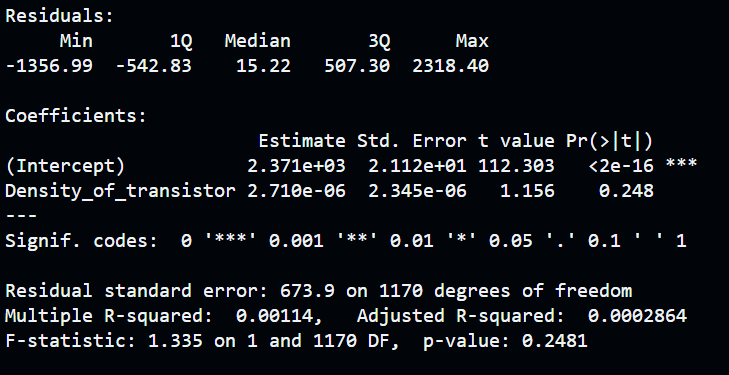 Residuals:
     Min       1Q   Median       3Q      Max
-1356.99  -542.83    15.22   507.30  2318.40

Coefficients:
                       Estimate Std. Error t value Pr(>|t|)
(Intercept)           2.371e+03  2.112e+01 112.303   <2e-16 ***
Density_of_transistor 2.710e-06  2.345e-06   1.156    0.248
---
Signif. codes:  0 '***' 0.001 '**' 0.01 '*' 0.05 '.' 0.1 ' ' 1

Residual standard error: 673.9 on 1170 degrees of freedom
Multiple R-squared:  0.00114,   Adjusted R-squared:  0.0002864
F-statistic: 1.335 on 1 and 1170 DF,  p-value: 0.2481